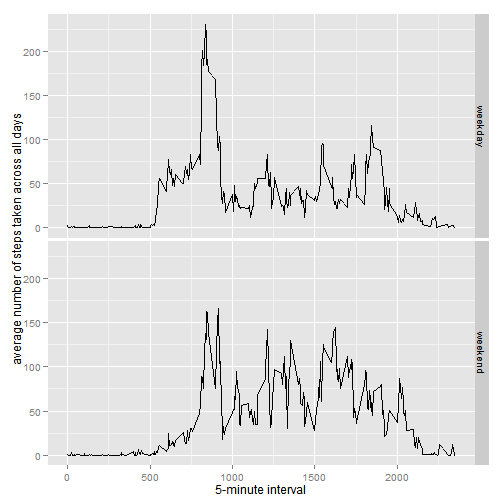 average number of steps taken across all days
200
150
100
50
0
weekday
200
150
100
50
0
weekend
0 500 1000 1500 2000
5-minute interval